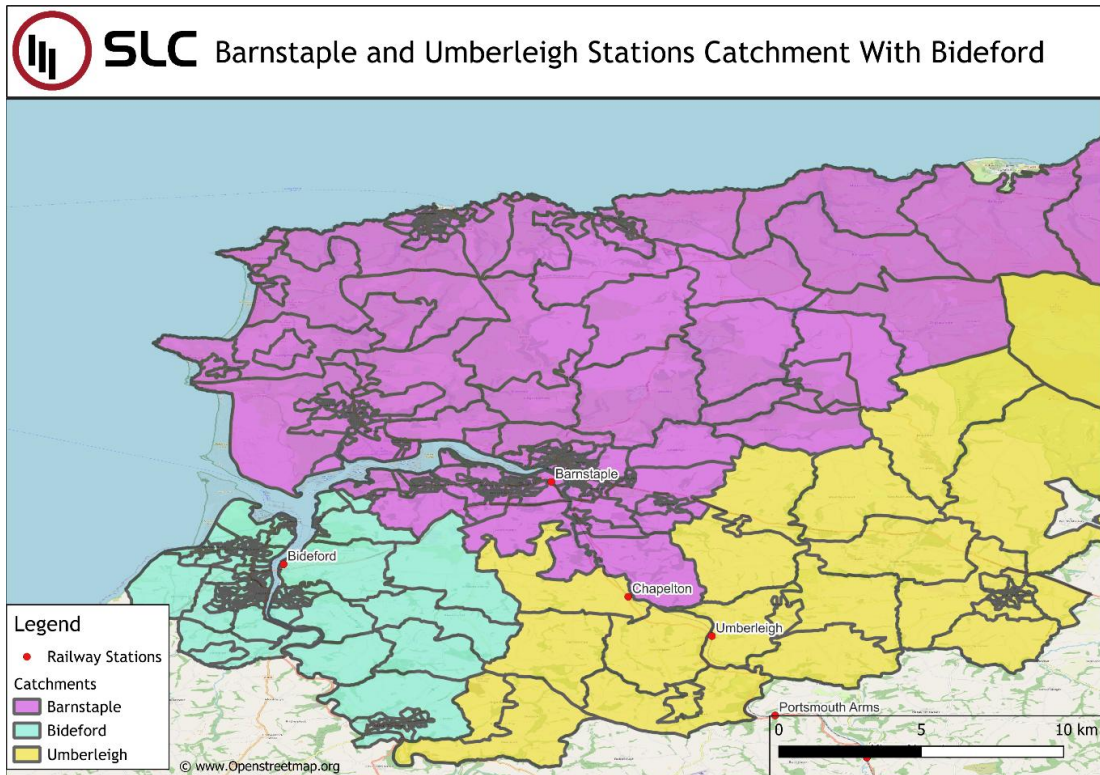 SLC Barnstaple and Umberleigh Stations Catchment With Bideford
Barnstaple
Bideford
Chapelton
Umberleigh
Portsmouth Arms
Legend
Railway Stations
Catchments
Barnstaple
Bideford
Umberleigh
0 5 10 km
© www.Openstreetmap.org